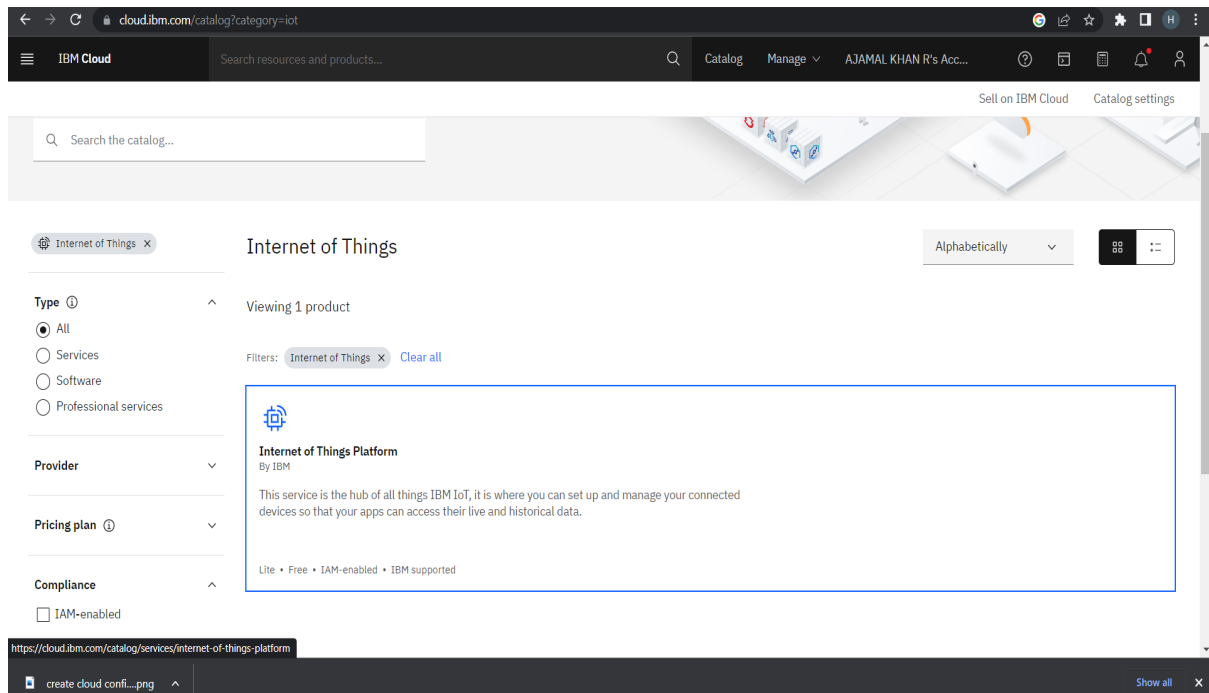 cloud.ibm.com/catalog?category=iot
H
IBM Cloud
Search resources and products...
Catalog
Manage
AJAMAL KHAN R's Acc...
Sell on IBM Cloud
Catalog settings
Search the catalog...
Internet of Things
Internet of Things
Alphabetically
Type
All
Services
Software
Professional services
Provider
Pricing plan
Compliance
IAM-enabled
Viewing 1 product
Filters: Internet of Things Clear all
Internet of Things Platform
By IBM
This service is the hub of all things IBM IoT, it is where you can set up and manage your connected
devices so that your apps can access their live and historical data.
Lite • Free • IAM-enabled • IBM supported
https://cloud.ibm.com/catalog/services/internet-of-things-platform
create cloud confi....png
Show all